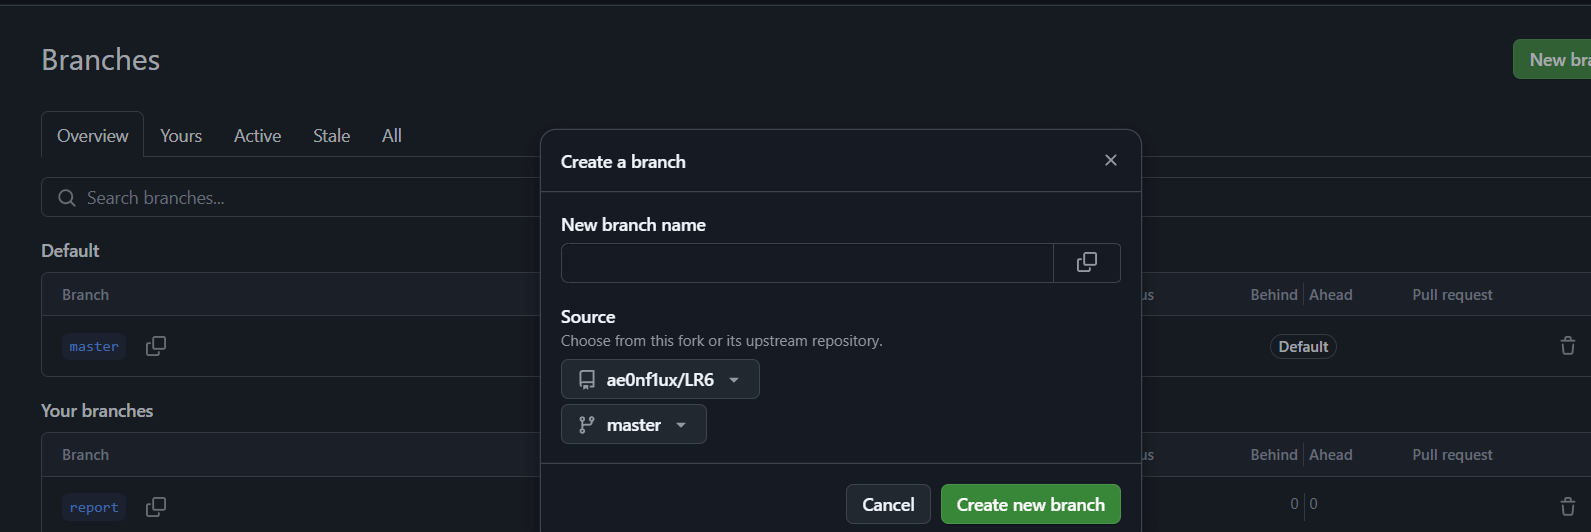 Branches
New bra
Overview Yours Active Stale All
Search branches...
Default
Branch us Behind Ahead Pull request
master Default
Your branches
Branch us Behind Ahead Pull request
report 0 0
Create a branch
New branch name
Source
Choose from this fork or its upstream repository.
ae0nf1ux/LR6
master
Cancel Create new branch